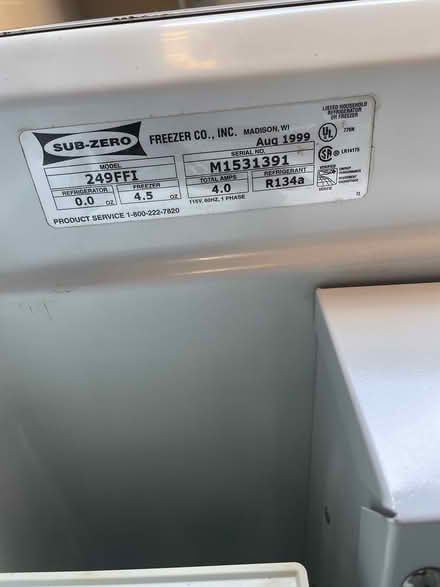 SUB-ZERO FREEZER CO., INC. MADISON, WI
Aug 1999
LISTED HOUSEHOLD
REFRIGERATOR
OR FREEZER
UL
776N
MODEL
249FFI
SERIAL NO.
M1531391
LR14178
REFRIGERATOR
0.0 OZ
FREEZER
4.5 OZ
TOTAL AMPS
4.0
REFRIGERANT
R134a
115V, 60HZ, 1 PHASE
PRODUCT SERVICE 1-800-222-7820